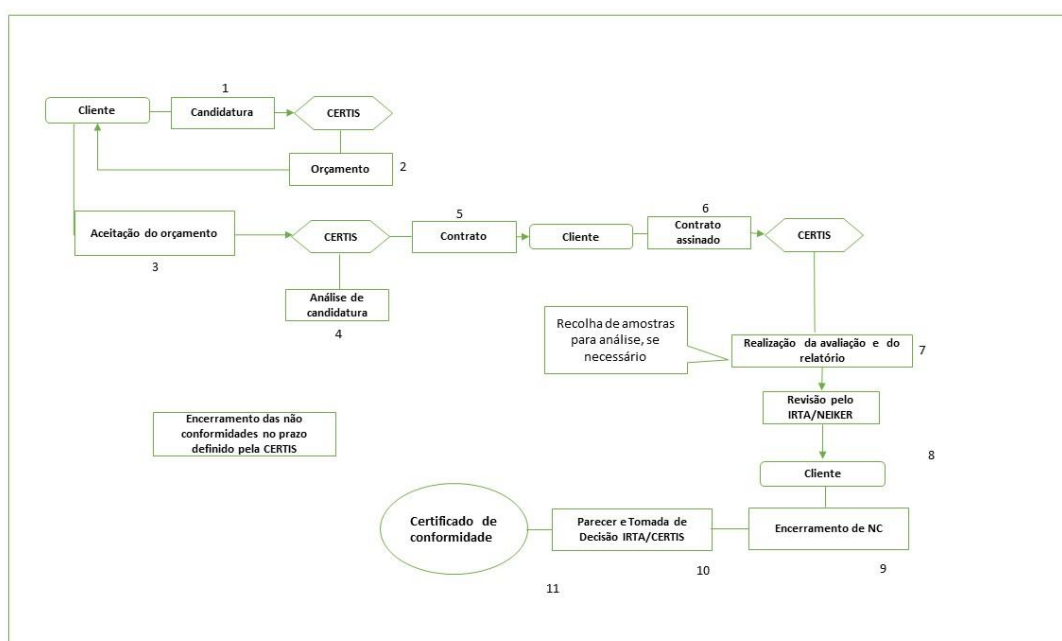 1
Cliente
Candidatura
CERTIS
Orçamento
2
Aceitação do orçamento
3
CERTIS
Análise de
candidatura
4
5
Contrato
Cliente
6
Contrato
assinado
CERTIS
Recolha de amostras
para análise, se
necessário
Realização da avaliação e do
relatório
7
Revisão pelo
IRTA/NEIKER
8
Cliente
Encerramento das não
conformidades no prazo
definido pela CERTIS
Encerramento de NC
9
Parecer e Tomada de
Decisão IRTA/CERTIS
10
Certificado de
conformidade
11